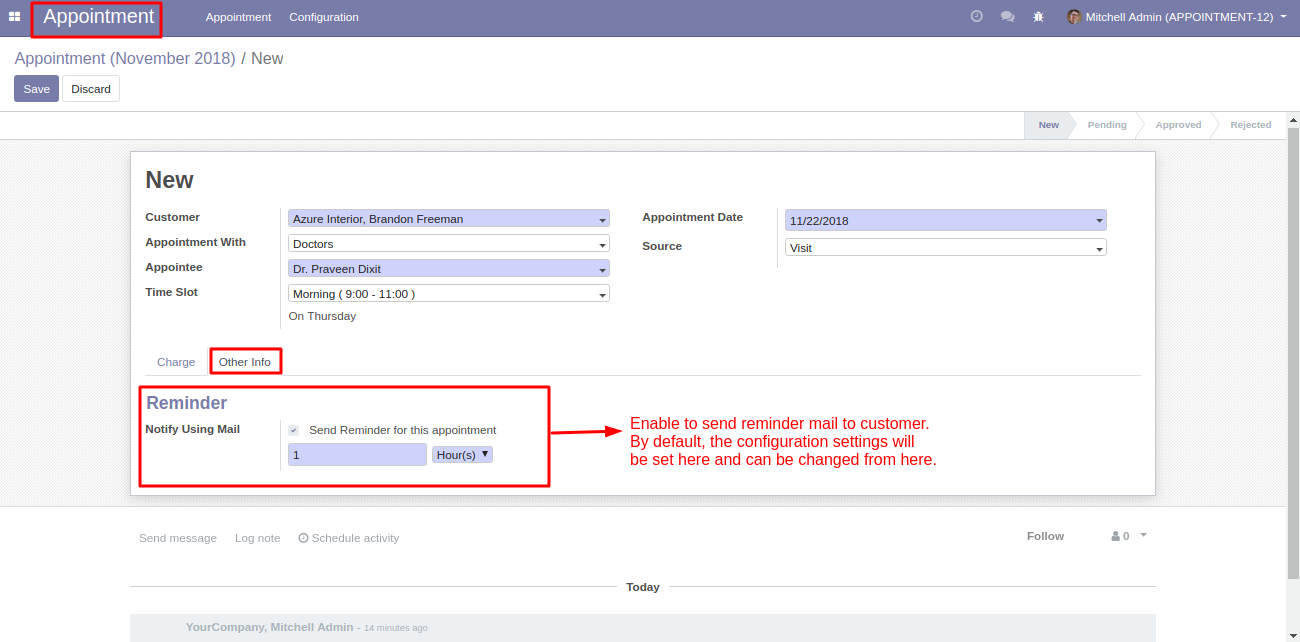 Appointment Appointment Configuration Mitchell Admin (APPOINTMENT-12)
Appointment (November 2018) / New
Save Discard
New Pending Approved Rejected
New
Customer Azure Interior, Brandon Freeman Appointment Date 11/22/2018
Appointment With Doctors Source Visit
Appointee Dr. Praveen Dixit
Time Slot Morning ( 9:00 - 11:00 )
On Thursday
Charge Other Info
Reminder
Notify Using Mail Send Reminder for this appointment
1 Hour(s)
Enable to send reminder mail to customer.
By default, the configuration settings will
be set here and can be changed from here.
Send message Log note Schedule activity Follow 0
Today
YourCompany, Mitchell Admin - 14 minutes ago